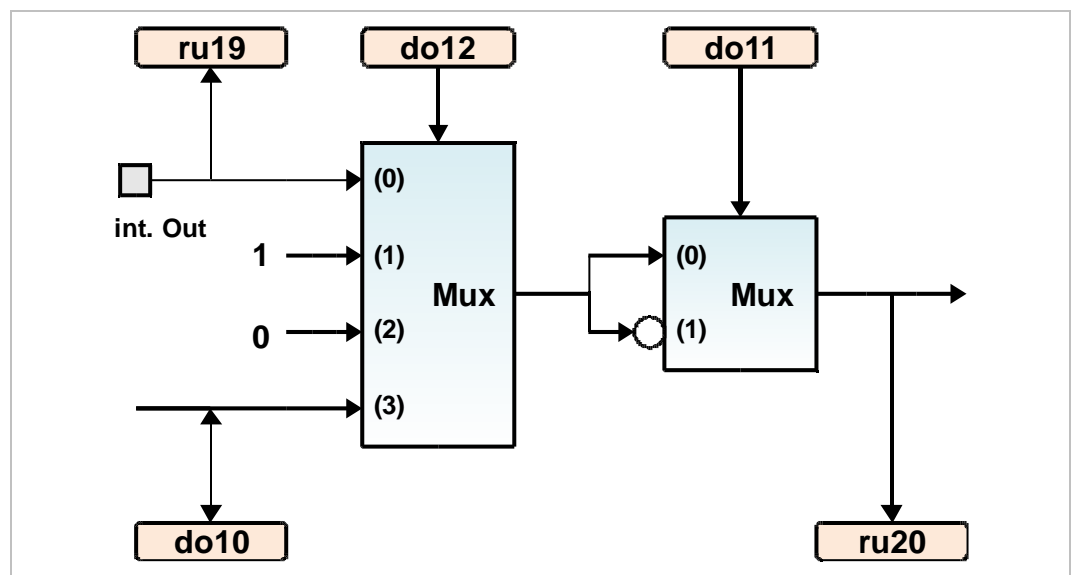 ru19
do12
do11
(0)
int. Out
1
(1)
(0)
Mux
Mux
0
(2)
(1)
(3)
do10
ru20